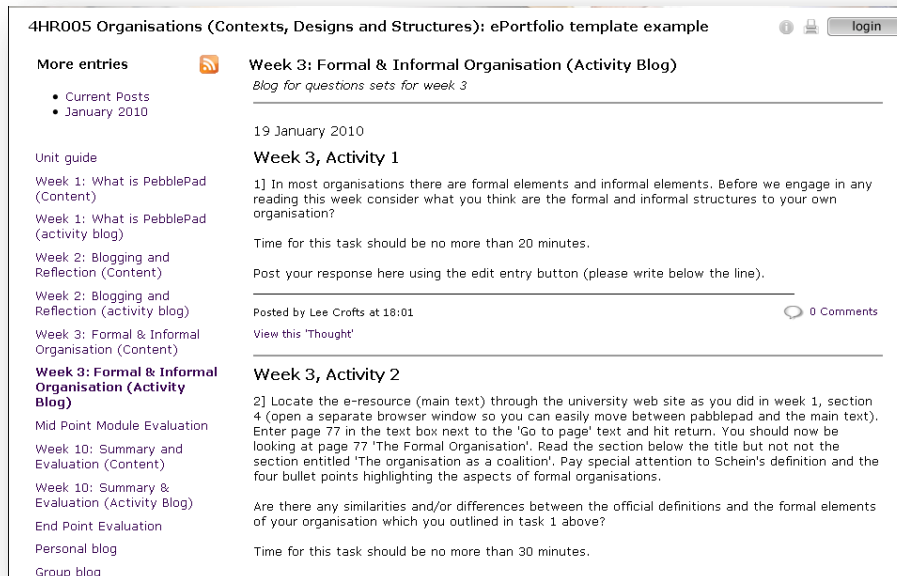 4HR005 Organisations (Contexts, Designs and Structures): ePortfolio template example
login
More entries
• Current Posts
• January 2010
Unit guide
Week 1: What is PebblePad
(Content)
Week 1: What is PebblePad
(activity blog)
Week 2: Blogging and
Reflection (Content)
Week 2: Blogging and
Reflection (activity blog)
Week 3: Formal & Informal
Organisation (Content)
Week 3: Formal & Informal
Organisation (Activity
Blog)
Mid Point Module Evaluation
Week 10: Summary and
Evaluation (Content)
Week 10: Summary &
Evaluation (Activity Blog)
End Point Evaluation
Personal blog
Group blog
Week 3: Formal & Informal Organisation (Activity Blog)
Blog for questions sets for week 3
19 January 2010
Week 3, Activity 1
1] In most organisations there are formal elements and informal elements. Before we engage in any
reading this week consider what you think are the formal and informal structures to your own
organisation?
Time for this task should be no more than 20 minutes.
Post your response here using the edit entry button (please write below the line).
Posted by Lee Crofts at 18:01
0 Comments
View this 'Thought'
Week 3, Activity 2
2] Locate the e-resource (main text) through the university web site as you did in week 1, section
4 (open a separate browser window so you can easily move between pabblepad and the main text).
Enter page 77 in the text box next to the 'Go to page' text and hit return. You should now be
looking at page 77 'The Formal Organisation'. Read the section below the title but not not the
section entitled 'The organisation as a coalition'. Pay special attention to Schein's definition and the
four bullet points highlighting the aspects of formal organisations.
Are there any similarities and/or differences between the official definitions and the formal elements
of your organisation which you outlined in task 1 above?
Time for this task should be no more than 30 minutes.